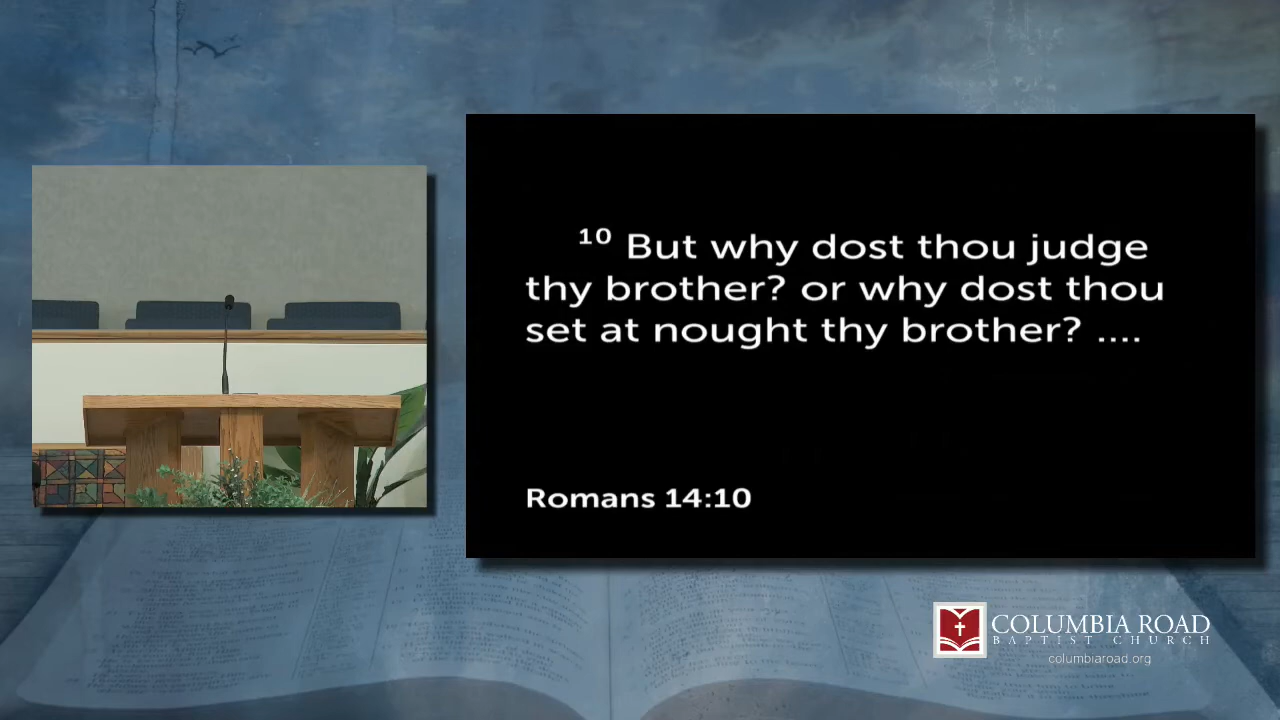 ¹⁰ But why dost thou judge
thy brother? or why dost thou
set at nought thy brother? ....
Romans 14:10
COLUMBIA ROAD
BAPTIST CHURCH
columbiaroad.org